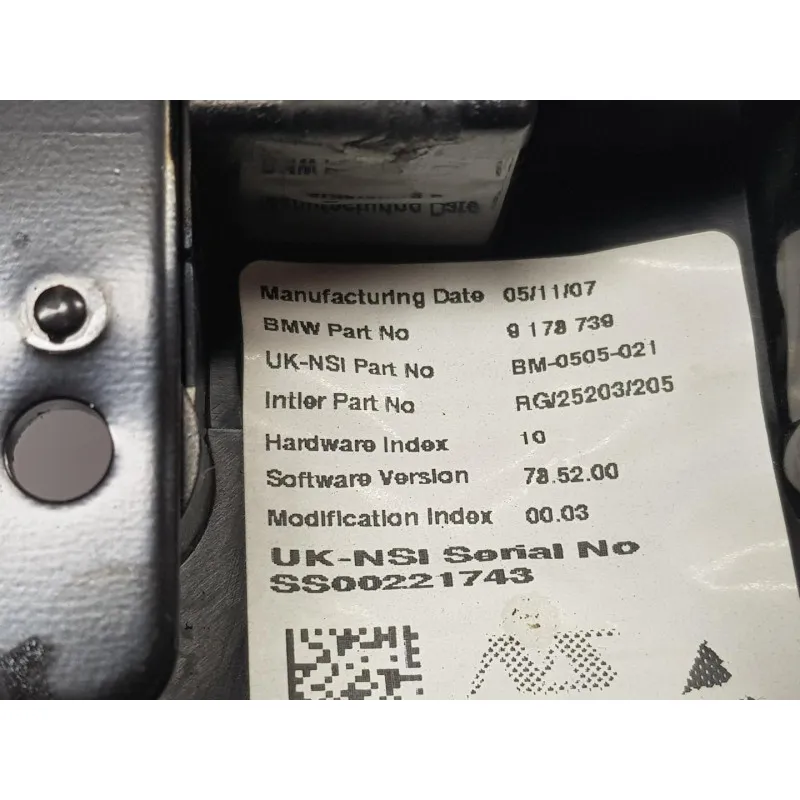 Manufacturing Date 05/11/07
BMW Part No 9 178 739
UK-NSI Part No BM-0505-021
Intier Part No RG/25203/205
Hardware Index 10
Software Version 78.52.00
Modification Index 00.03
UK-NSI Serial No
SS00221743